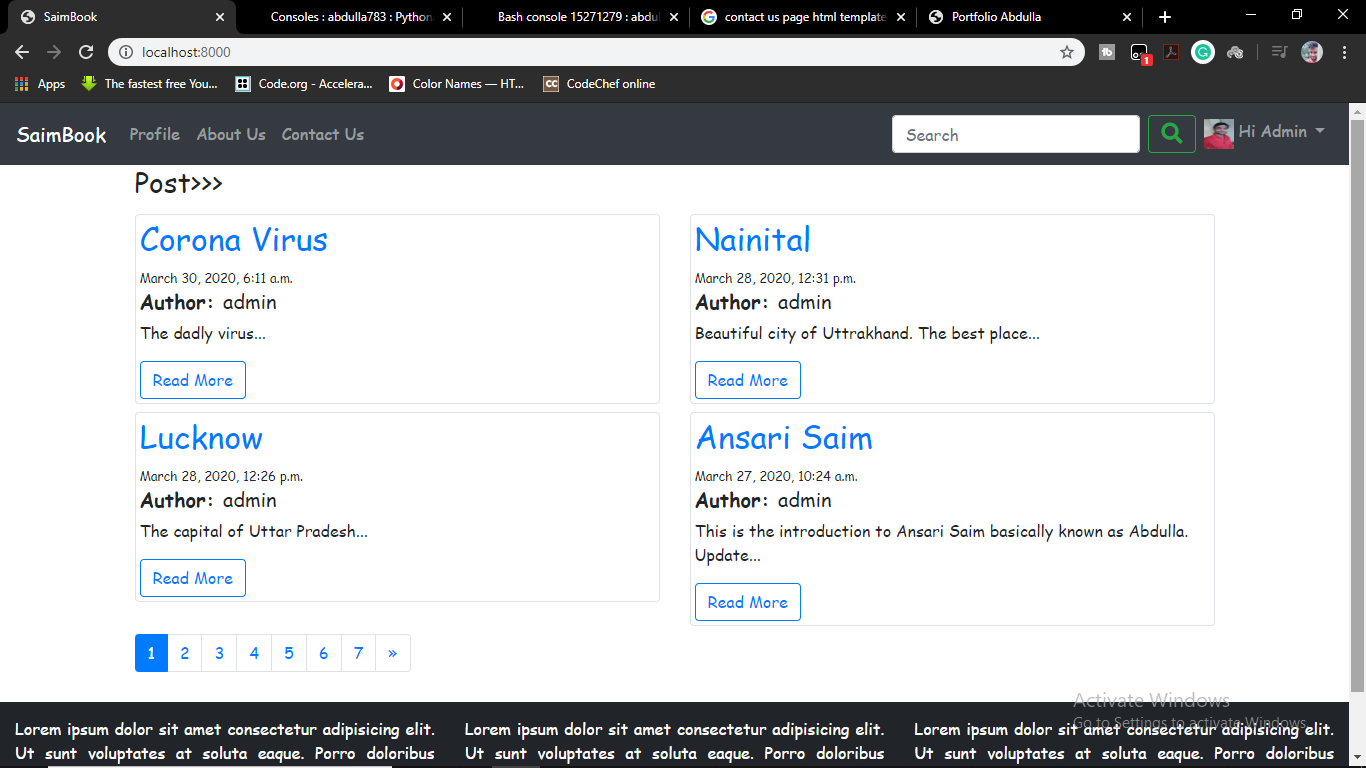 SaimBook
Consoles : abdulla783 : Python
Bash console 15271279 : abdul
contact us page html template
Portfolio Abdulla
localhost:8000
1
Apps
The fastest free You...
Code.org - Accelera...
Color Names — HT...
CC CodeChef online
SaimBook Profile About Us Contact Us Search Hi Admin
Post>>>
Corona Virus
March 30, 2020, 6:11 a.m.
Author: admin
The dadly virus...
Read More
Nainital
March 28, 2020, 12:31 p.m.
Author: admin
Beautiful city of Uttrakhand. The best place...
Read More
Lucknow
March 28, 2020, 12:26 p.m.
Author: admin
The capital of Uttar Pradesh...
Read More
Ansari Saim
March 27, 2020, 10:24 a.m.
Author: admin
This is the introduction to Ansari Saim basically known as Abdulla.
Update...
Read More
1 2 3 4 5 6 7 »
Activate Windows
Go to Settings to activate Windows.
Lorem ipsum dolor sit amet consectetur adipisicing elit.
Ut sunt voluptates at soluta eaque. Porro doloribus
Lorem ipsum dolor sit amet consectetur adipisicing elit.
Ut sunt voluptates at soluta eaque. Porro doloribus
Lorem ipsum dolor sit amet consectetur adipisicing elit.
Ut sunt voluptates at soluta eaque. Porro doloribus